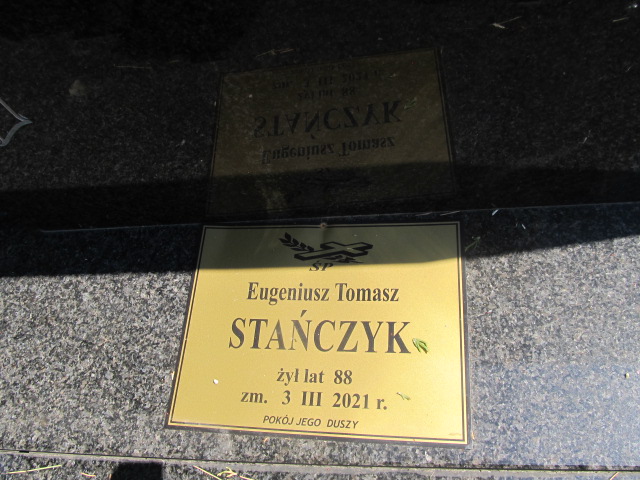 ŚP
Eugeniusz Tomasz
STAŃCZYK
żył lat 88
zm. 3 III 2021 r.
POKÓJ JEGO DUSZY